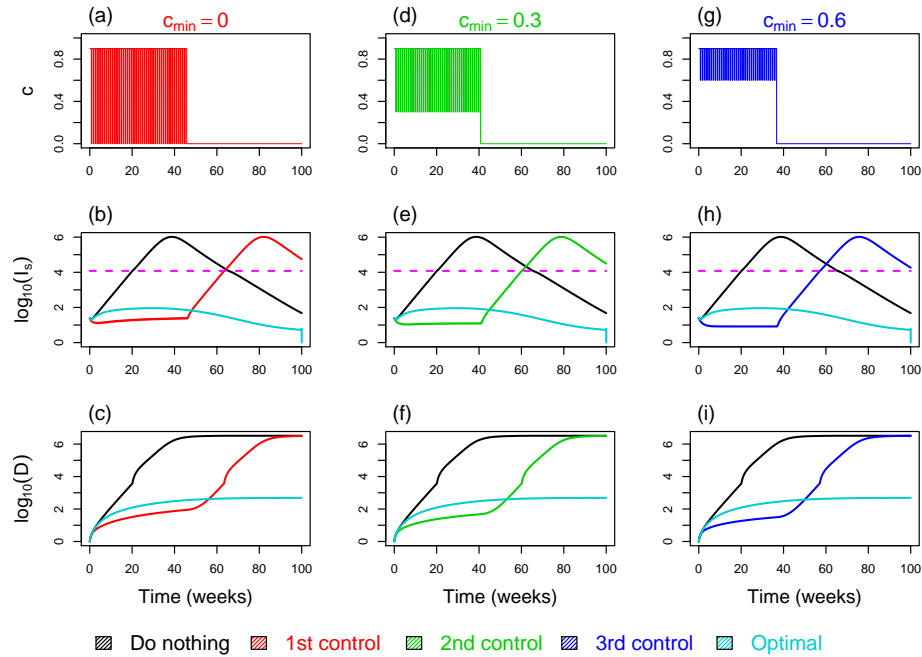 (a) c_min = 0 (d) c_min = 0.3 (g) c_min = 0.6
c
0.0 0.4 0.8
0 20 40 60 80 100
0.0 0.4 0.8
0 20 40 60 80 100
0.0 0.4 0.8
0 20 40 60 80 100
(b) (e) (h)
log₁₀(Iₛ)
0 2 4 6
0 20 40 60 80 100
0 2 4 6
0 20 40 60 80 100
0 2 4 6
0 20 40 60 80 100
(c) (f) (i)
log₁₀(D)
0 2 4 6
0 20 40 60 80 100
0 2 4 6
0 20 40 60 80 100
0 2 4 6
0 20 40 60 80 100
Time (weeks) Time (weeks) Time (weeks)
Do nothing 1st control 2nd control 3rd control Optimal